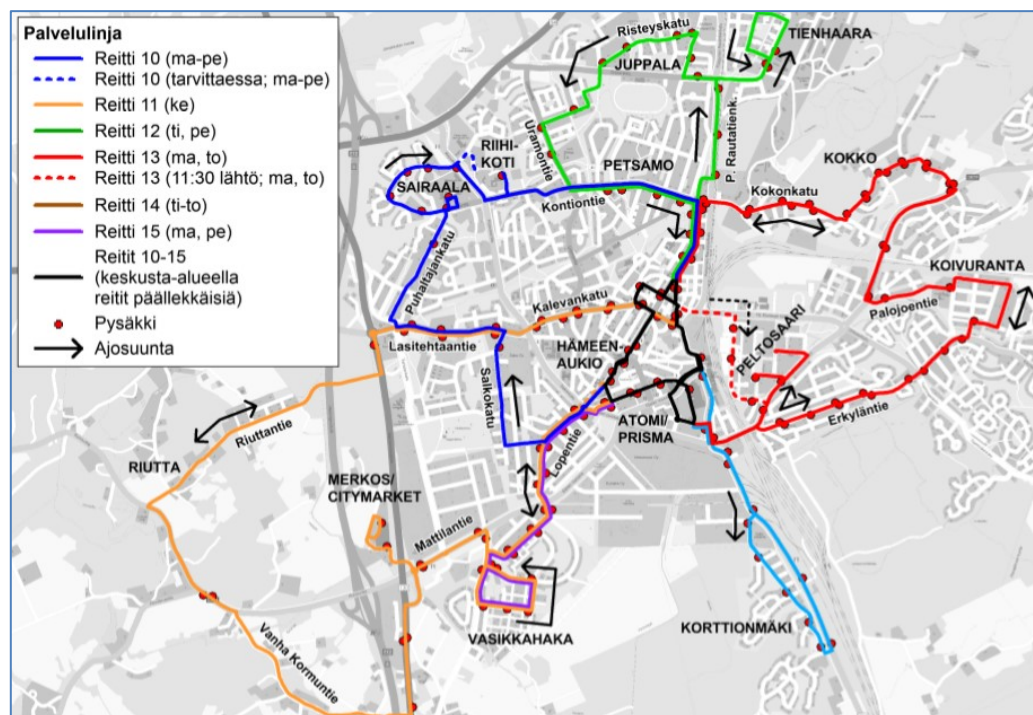 Palvelulinja
Reitti 10 (ma-pe)
Reitti 10 (tarvittaessa; ma-pe)
Reitti 11 (ke)
Reitti 12 (ti, pe)
Reitti 13 (ma, to)
Reitti 13 (11:30 lähtö; ma, to)
Reitti 14 (ti-to)
Reitti 15 (ma, pe)
Reitit 10-15
(keskusta-alueella
reitit päällekkäisiä)
Pysäkki
Ajosuunta
Risteyskatu
TIENHAARA
JUPPALA
Uramontie
RIIHI-
KOTI
PETSAMO
P. Rautatienk.
KOKKO
SAIRAALA
Kontiontie
Kokonkatu
Puhaltajankatu
KOIVURANTA
Kalevankatu
Palojoentie
Lasitehtaantie
HÄMEEN-
AUKIO
PELTOSAARI
Salkokatu
ATOMI/
PRISMA
Erkyläntie
Riuttantie
Lopentie
RIUTTA
MERKOS/
CITYMARKET
Mattilantie
VASIKKAHAKA
KORTTIONMÄKI
Vanha Kormuntie